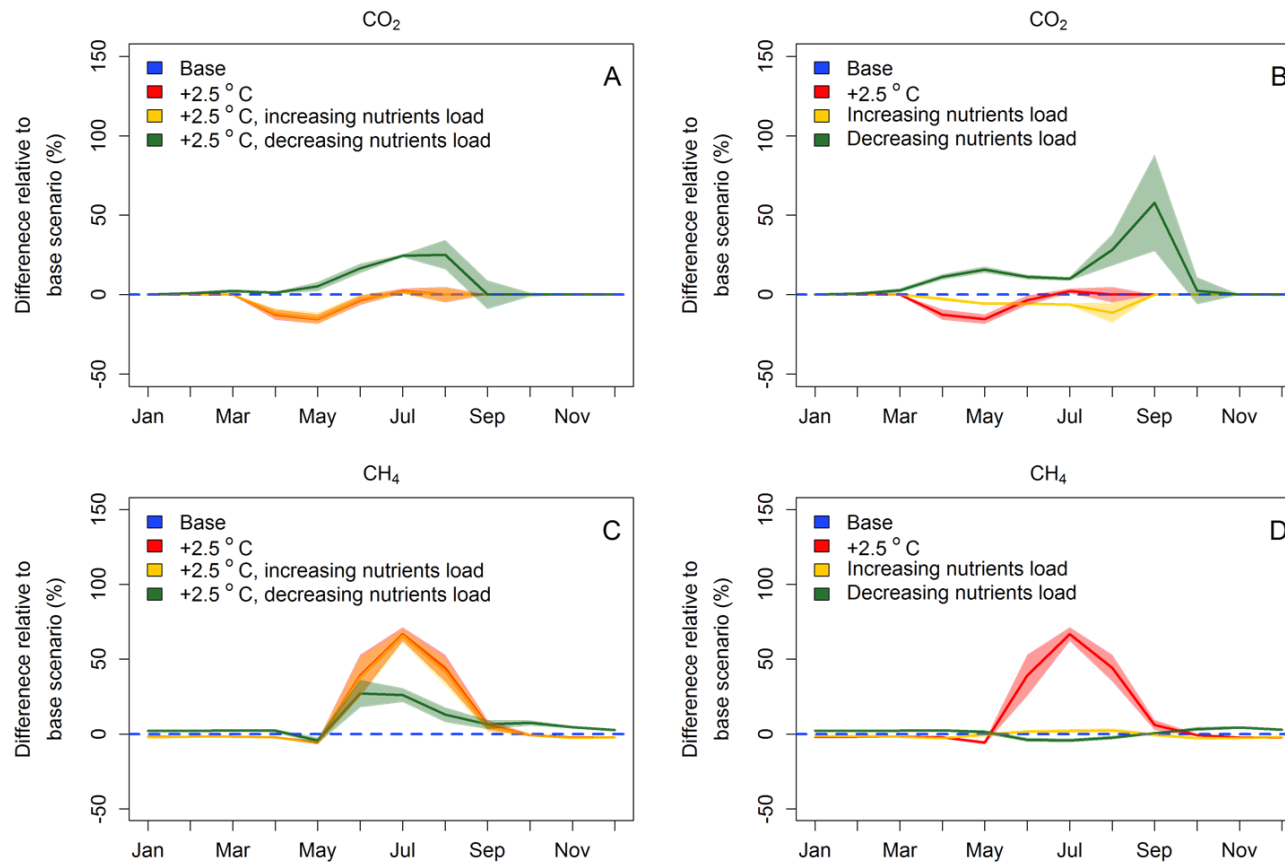 CO₂
Differenece relative to
base scenario (%)
150
100
50
0
-50
Base
+2.5 ° C
+2.5 ° C, increasing nutrients load
+2.5 ° C, decreasing nutrients load
A
Jan Mar May Jul Sep Nov
CO₂
Differenece relative to
base scenario (%)
150
100
50
0
-50
Base
+2.5 ° C
Increasing nutrients load
Decreasing nutrients load
B
Jan Mar May Jul Sep Nov
CH₄
Differenece relative to
base scenario (%)
150
100
50
0
-50
Base
+2.5 ° C
+2.5 ° C, increasing nutrients load
+2.5 ° C, decreasing nutrients load
C
Jan Mar May Jul Sep Nov
CH₄
Differenece relative to
base scenario (%)
150
100
50
0
-50
Base
+2.5 ° C
Increasing nutrients load
Decreasing nutrients load
D
Jan Mar May Jul Sep Nov